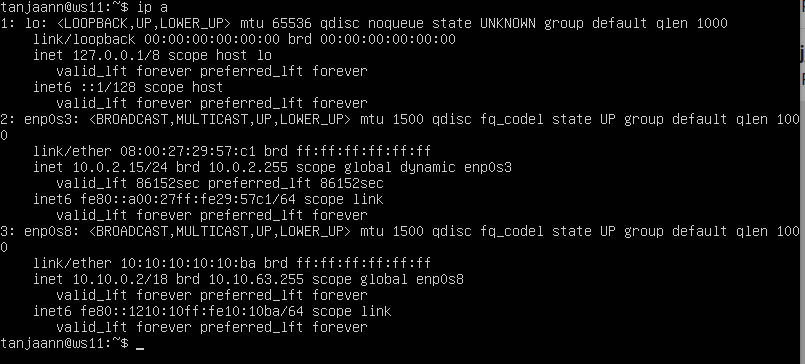 tanjaann@ws11:~$ ip a
1: lo: <LOOPBACK,UP,LOWER_UP> mtu 65536 qdisc noqueue state UNKNOWN group default qlen 1000
    link/loopback 00:00:00:00:00:00 brd 00:00:00:00:00:00
    inet 127.0.0.1/8 scope host lo
       valid_lft forever preferred_lft forever
    inet6 ::1/128 scope host
       valid_lft forever preferred_lft forever
2: enp0s3: <BROADCAST,MULTICAST,UP,LOWER_UP> mtu 1500 qdisc fq_codel state UP group default qlen 100
0
    link/ether 08:00:27:29:57:c1 brd ff:ff:ff:ff:ff:ff
    inet 10.0.2.15/24 brd 10.0.2.255 scope global dynamic enp0s3
       valid_lft 86152sec preferred_lft 86152sec
    inet6 fe80::a00:27ff:fe29:57c1/64 scope link
       valid_lft forever preferred_lft forever
3: enp0s8: <BROADCAST,MULTICAST,UP,LOWER_UP> mtu 1500 qdisc fq_codel state UP group default qlen 100
0
    link/ether 10:10:10:10:10:ba brd ff:ff:ff:ff:ff:ff
    inet 10.10.0.2/18 brd 10.10.63.255 scope global enp0s8
       valid_lft forever preferred_lft forever
    inet6 fe80::1210:10ff:fe10:10ba/64 scope link
       valid_lft forever preferred_lft forever
tanjaann@ws11:~$ _